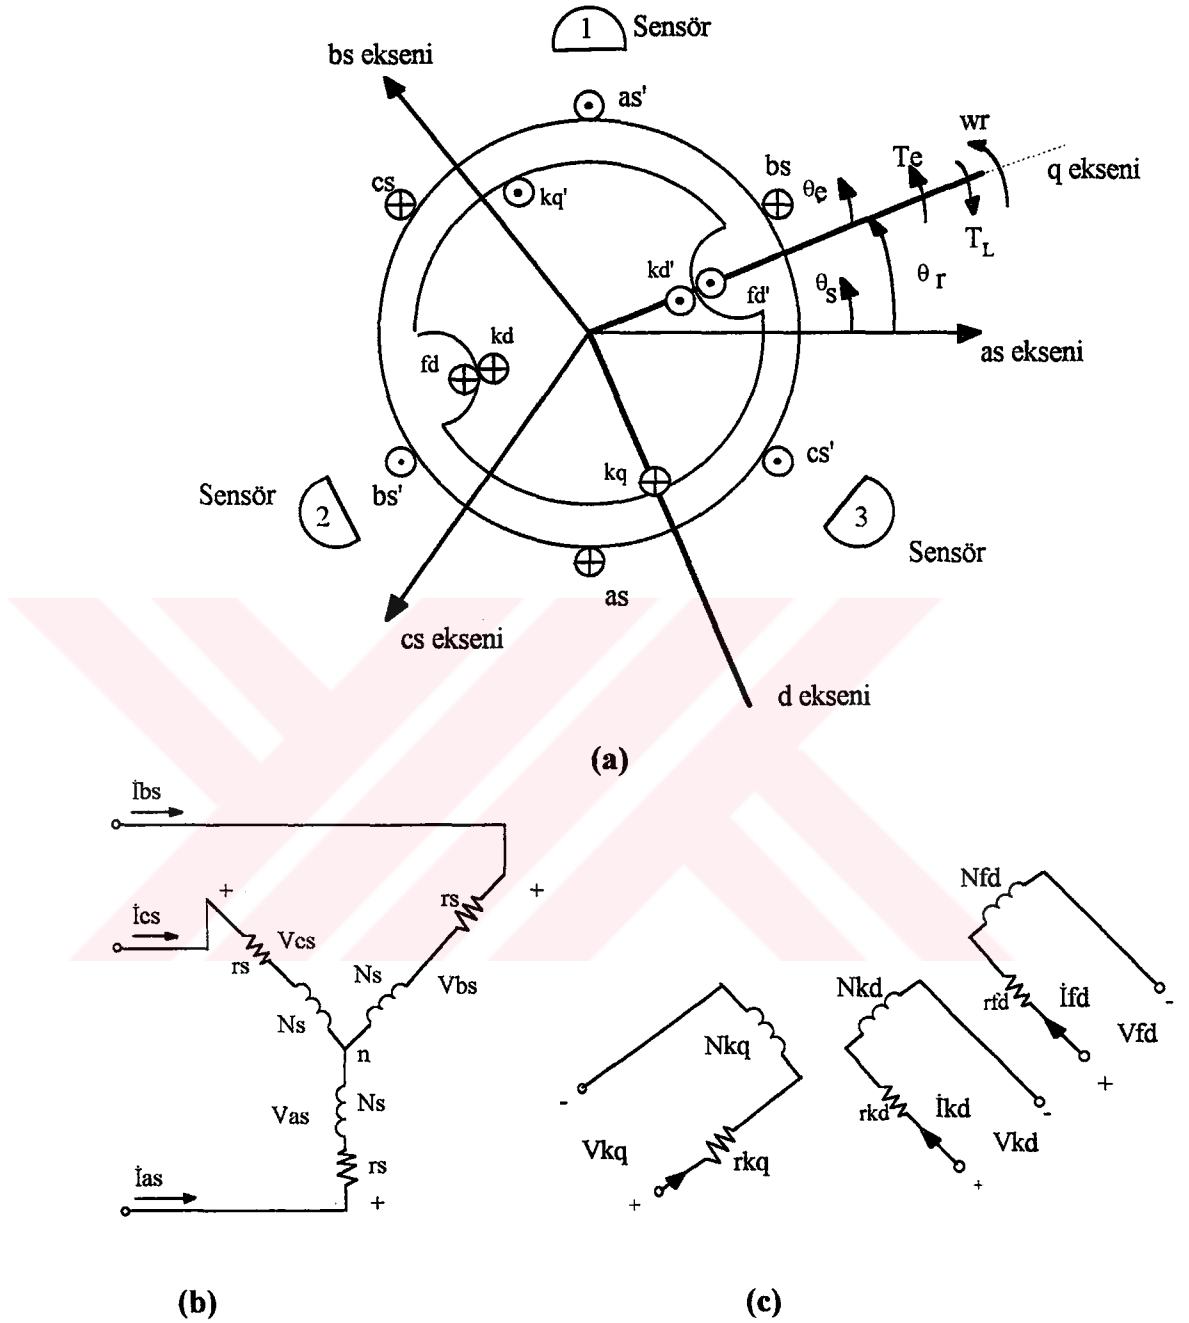 1
Sensör
bs ekseni
as'
wr
Te
q ekseni
bs
cs
θe
kq'
TL
kd'
θr
fd'
θs
as ekseni
kd
fd
cs'
kq
Sensör
bs'
2
3
Sensör
as
cs ekseni
d ekseni
(a)
İbs
Nfd
+
rs
+
İcs
Vcs
rs
Ns
Nkd
rfd
İfd
-
Vbs
Ns
n
Nkq
Vfd
Vas
Ns
rkd
İkd
-
+
-
Vkq
rkq
Vkd
İas
rs
+
+
+
(b)
(c)